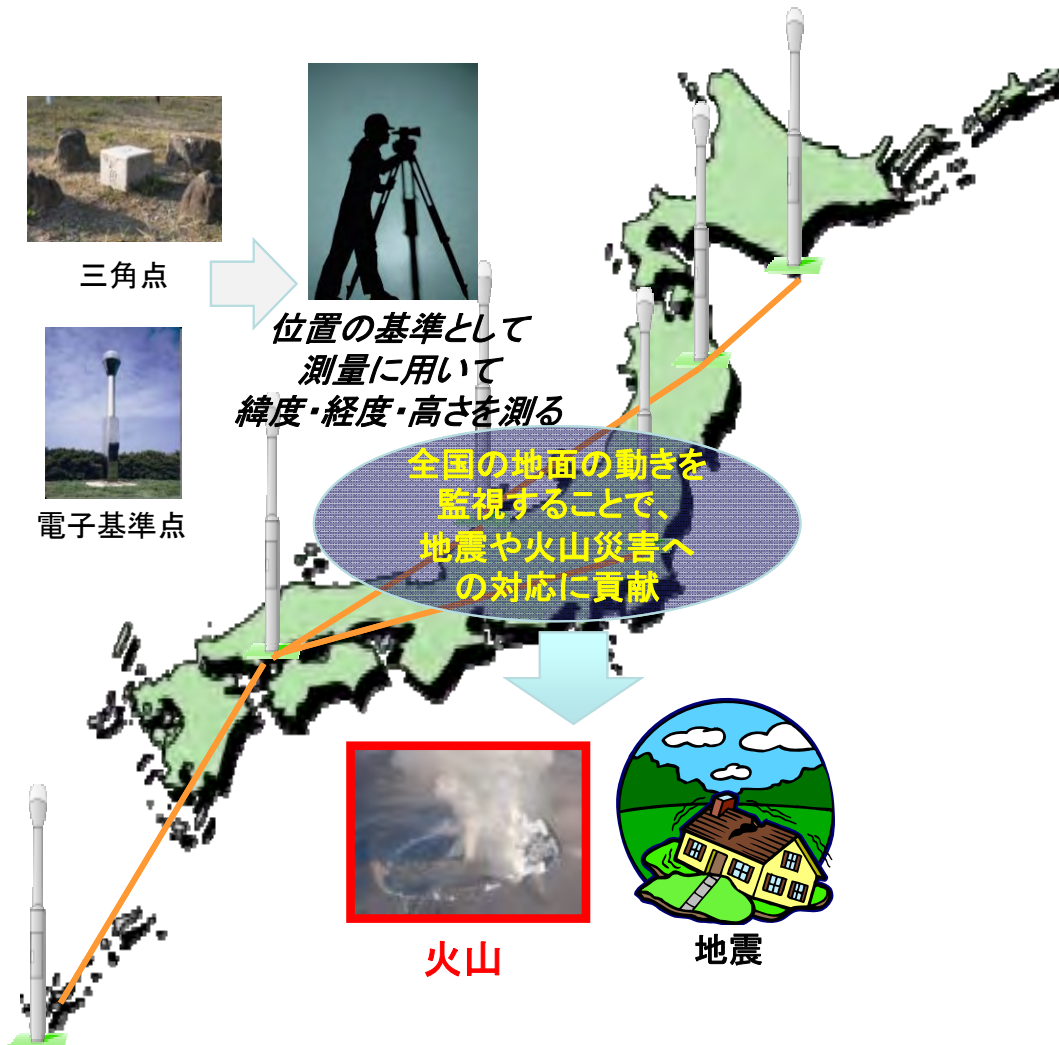 三角点
位置の基準として
測量に用いて
緯度・経度・高さを測る
電子基準点
全国の地面の動きを
監視することで、
地震や火山災害へ
の対応に貢献
火山
地震